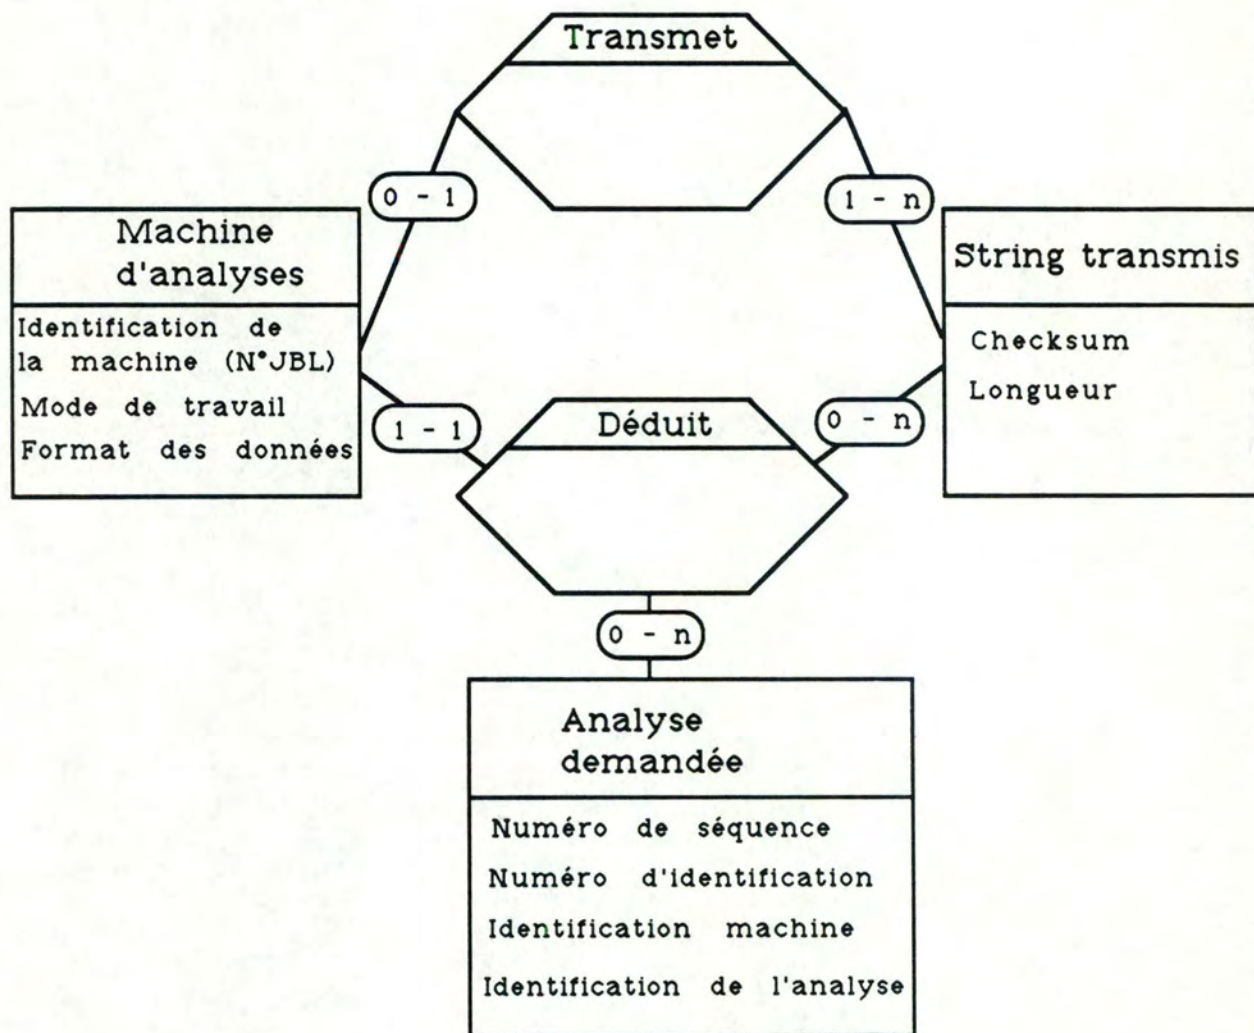 Transmet
0 - 1
1 - n
Machine
d'analyses
Identification de
la machine (N°JBL)
Mode de travail
Format des données
String transmis
Checksum
Longueur
1 - 1
Déduit
0 - n
0 - n
Analyse
demandée
Numéro de séquence
Numéro d'identification
Identification machine
Identification de l'analyse